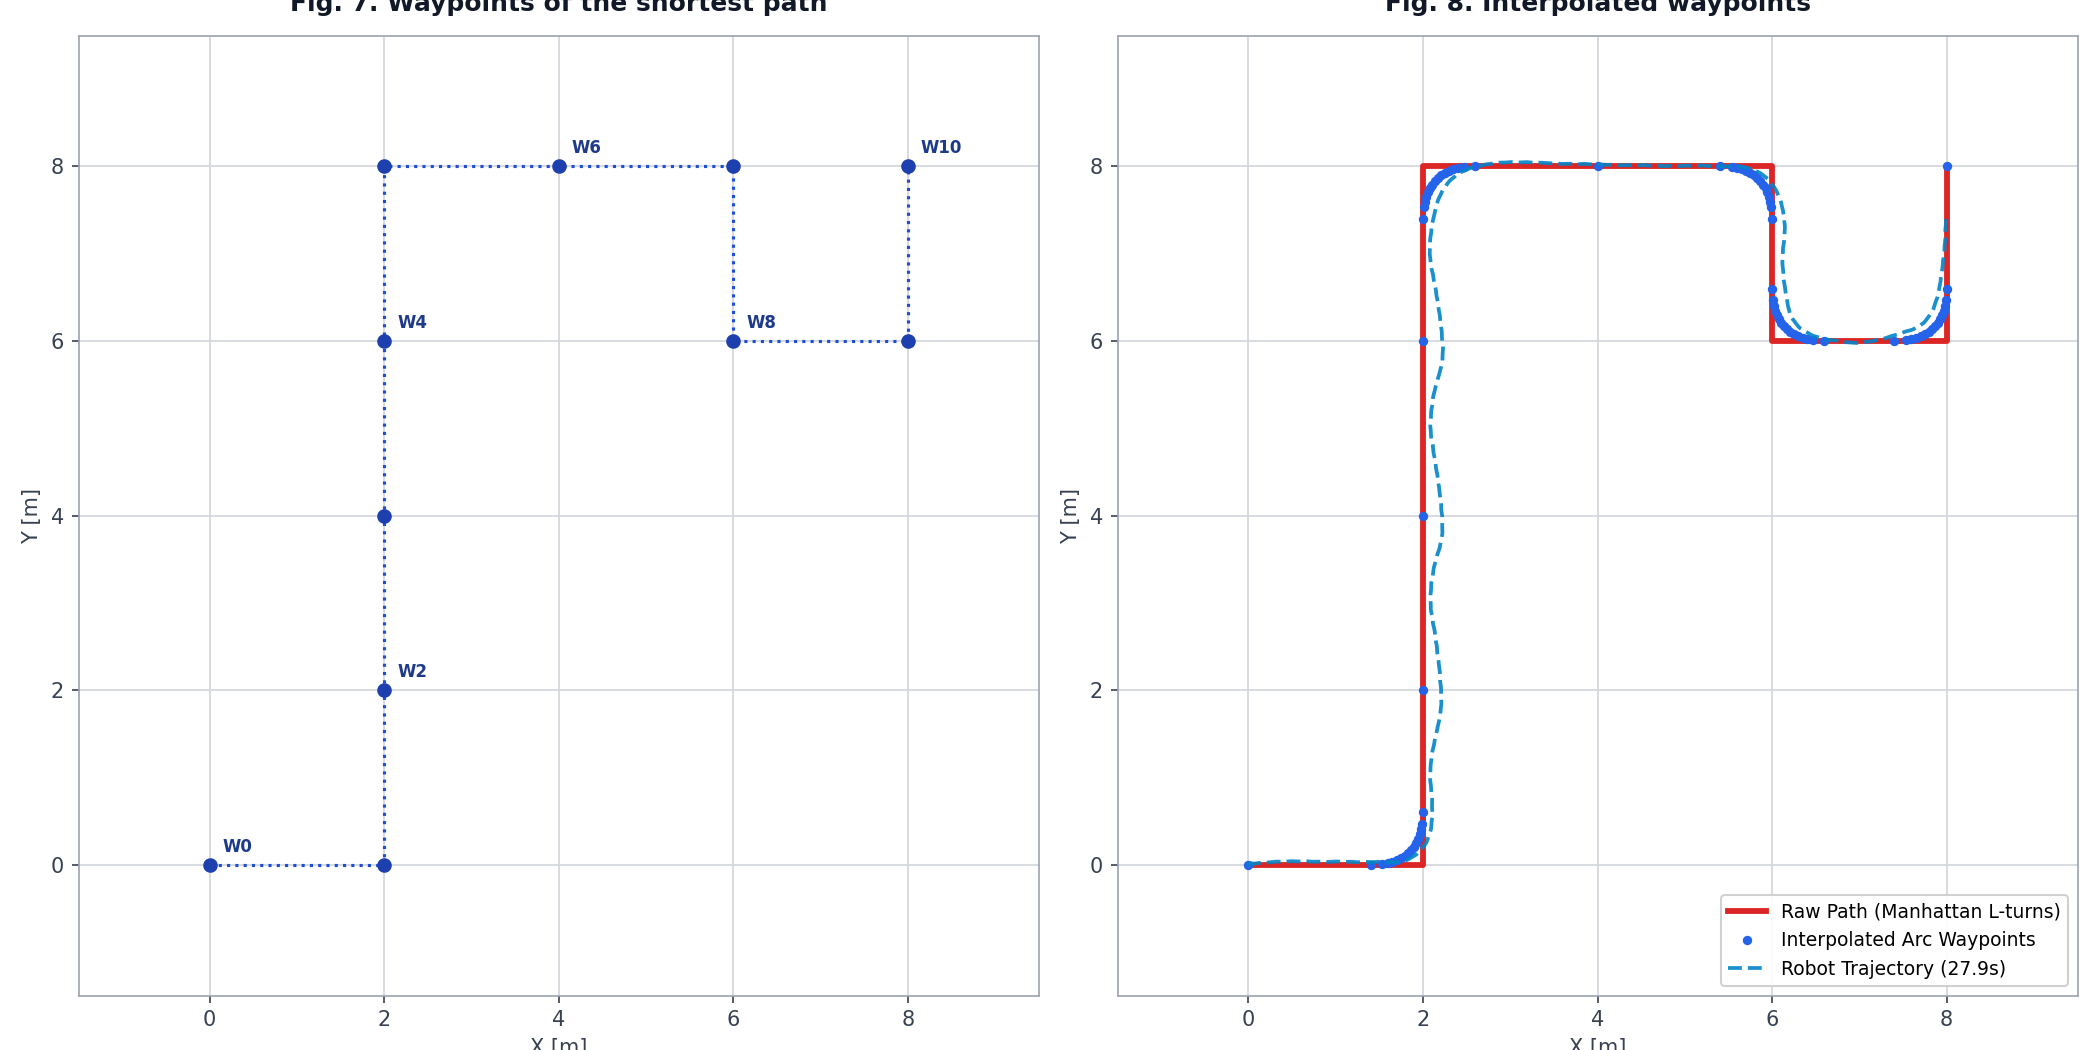 Fig. 7. Waypoints of the shortest path
W6
W10
8
W4
W8
6
Y [m]
4
W2
2
W0
0
0 2 4 6 8
X [m]
Fig. 8. Interpolated waypoints
8
6
Y [m]
4
2
0
Raw Path (Manhattan L-turns)
Interpolated Arc Waypoints
Robot Trajectory (27.9s)
0 2 4 6 8
X [m]